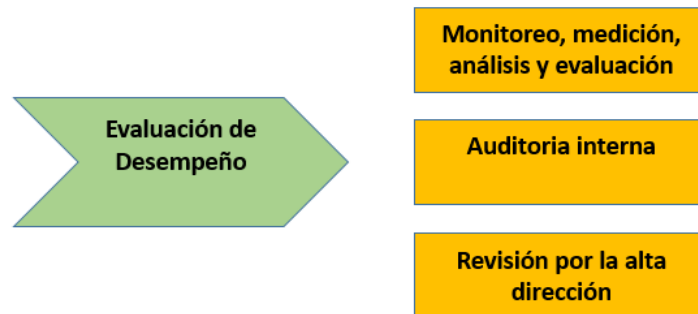 Evaluación de
Desempeño
Monitoreo, medición,
análisis y evaluación
Auditoria interna
Revisión por la alta
dirección